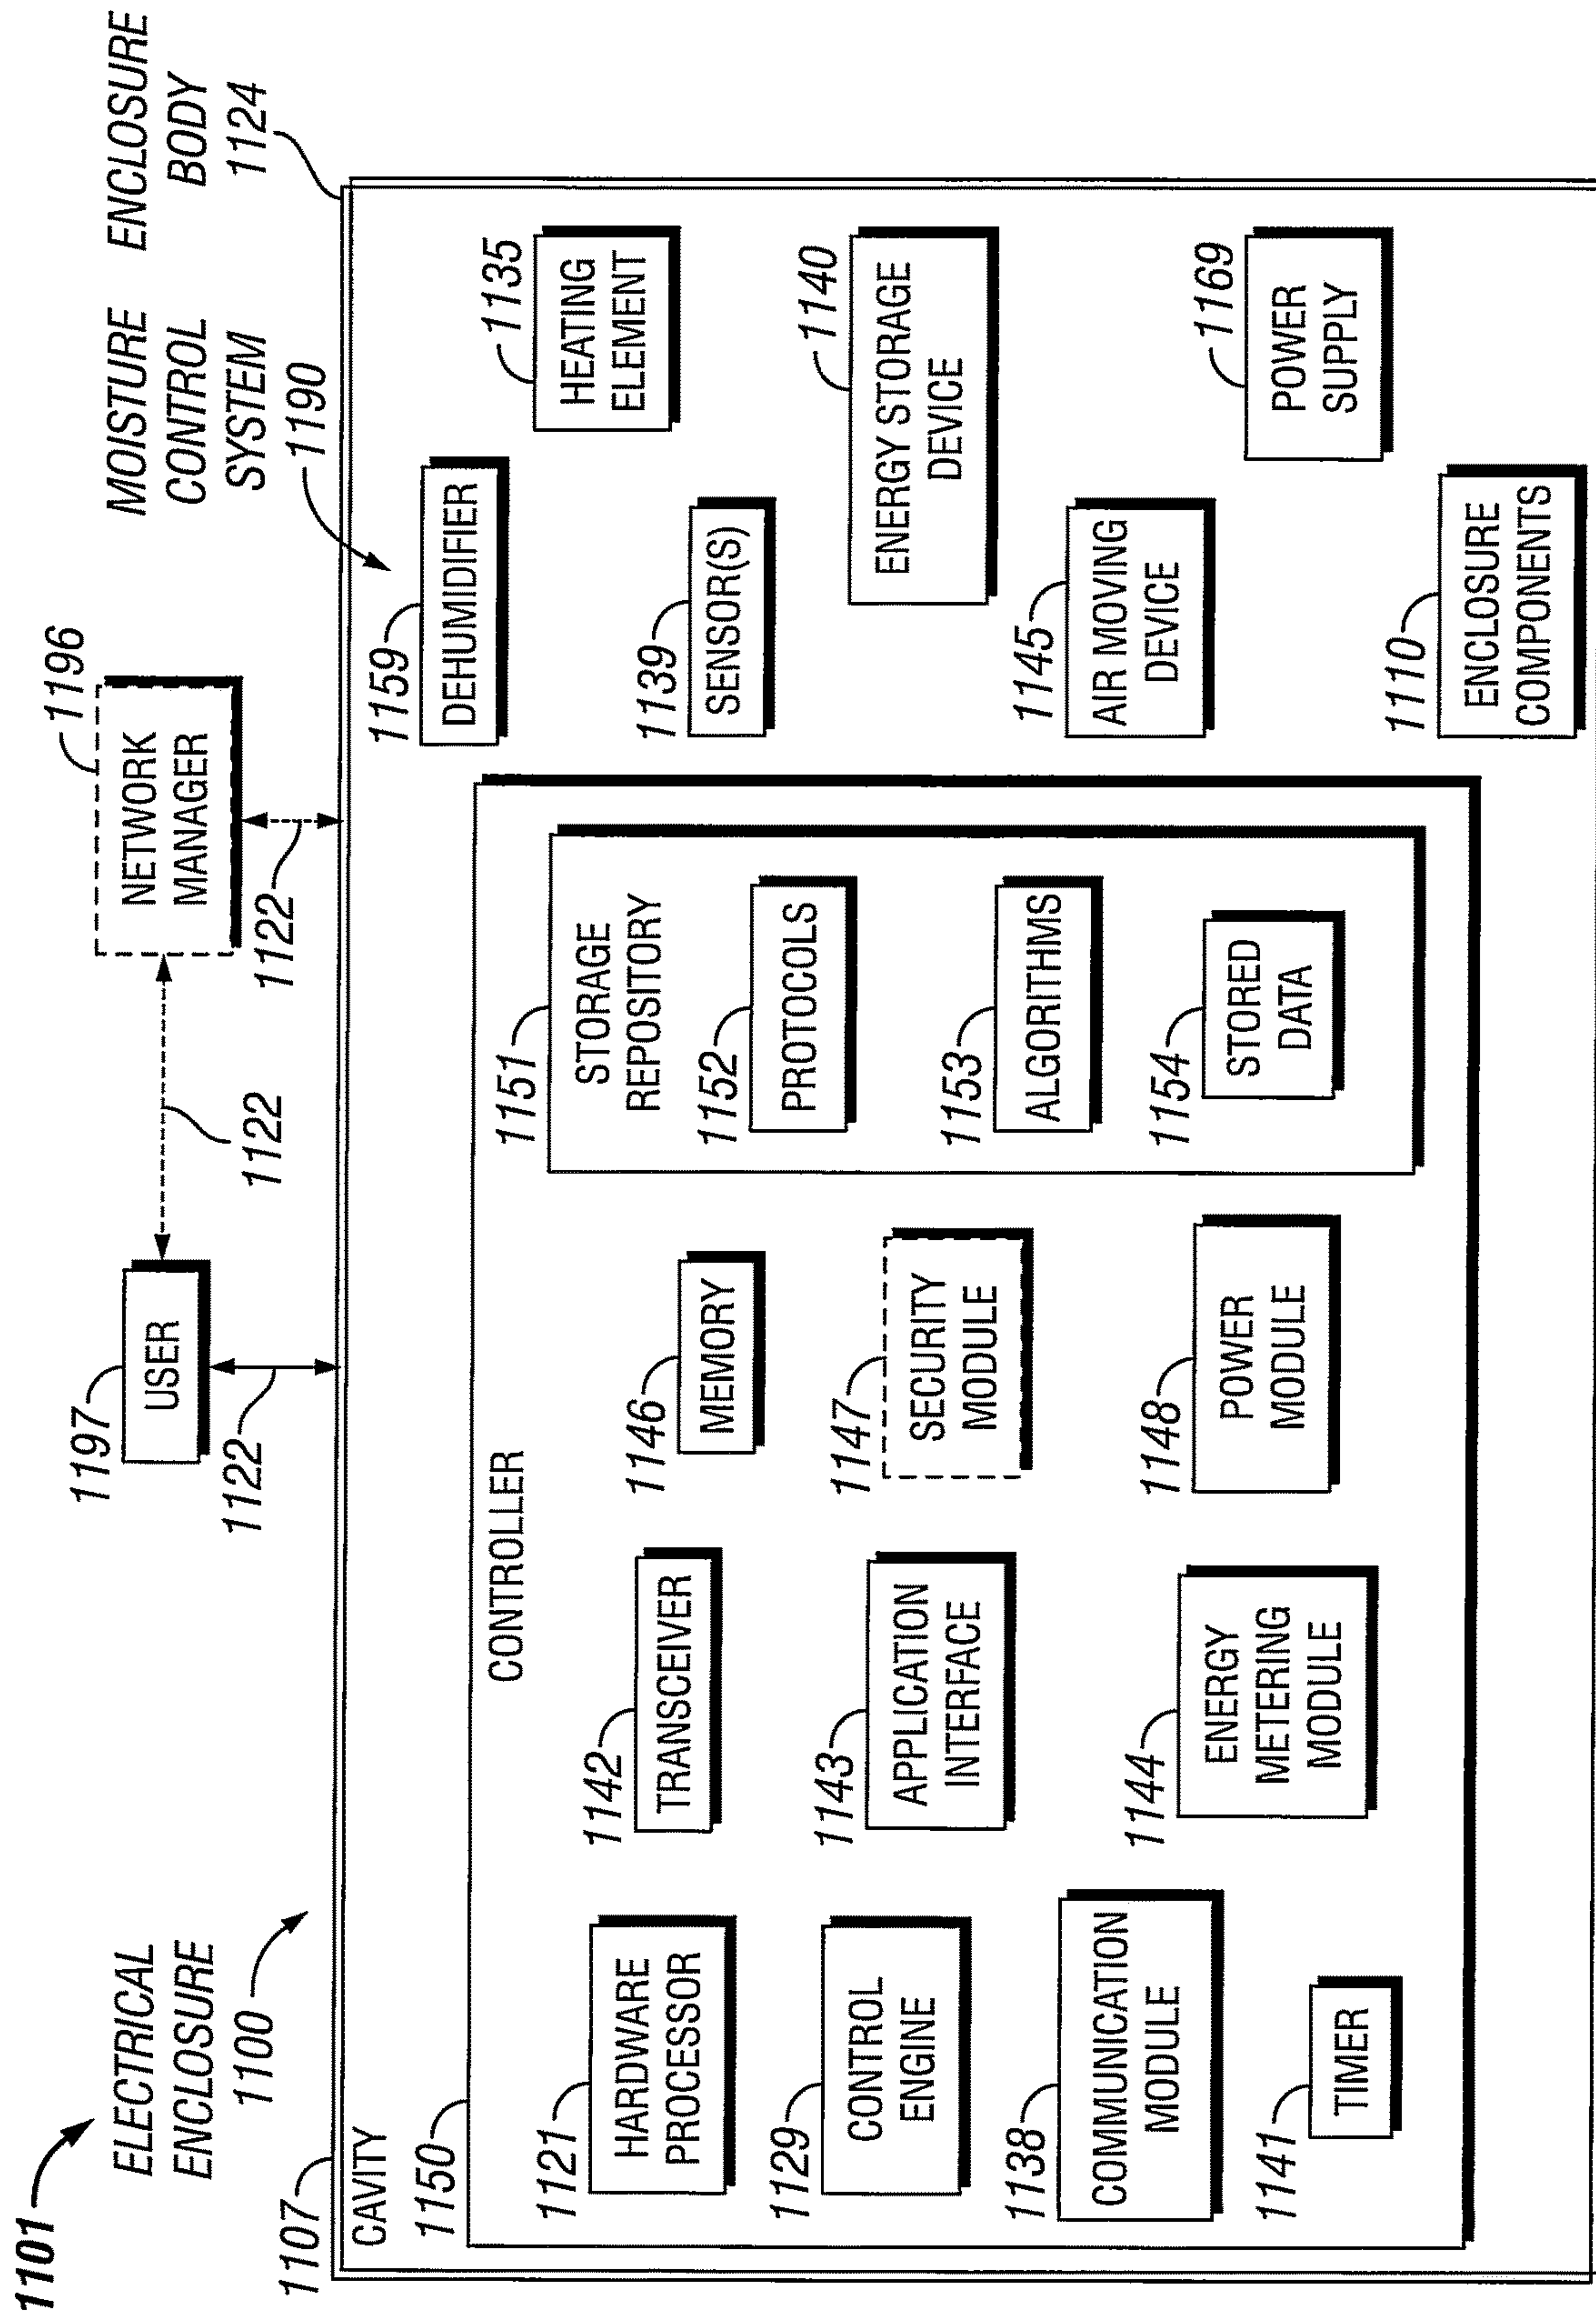 1101
ELECTRICAL
ENCLOSURE
1100
1197
USER
1122
1122
1196
NETWORK
MANAGER
1122
MOISTURE
CONTROL
SYSTEM
1190
ENCLOSURE
BODY
1124
1107
CAVITY
1150
CONTROLLER
1121
HARDWARE
PROCESSOR
1129
CONTROL
ENGINE
1138
COMMUNICATION
MODULE
1141
TIMER
1142
TRANSCEIVER
1143
APPLICATION
INTERFACE
1144
ENERGY
METERING
MODULE
1146
MEMORY
1147
SECURITY
MODULE
1148
POWER
MODULE
1151
STORAGE
REPOSITORY
1152
PROTOCOLS
1153
ALGORITHMS
1154
STORED
DATA
1159
DEHUMIDIFIER
1135
HEATING
ELEMENT
1139
SENSOR(S)
1140
ENERGY STORAGE
DEVICE
1145
AIR MOVING
DEVICE
1169
POWER
SUPPLY
1110
ENCLOSURE
COMPONENTS